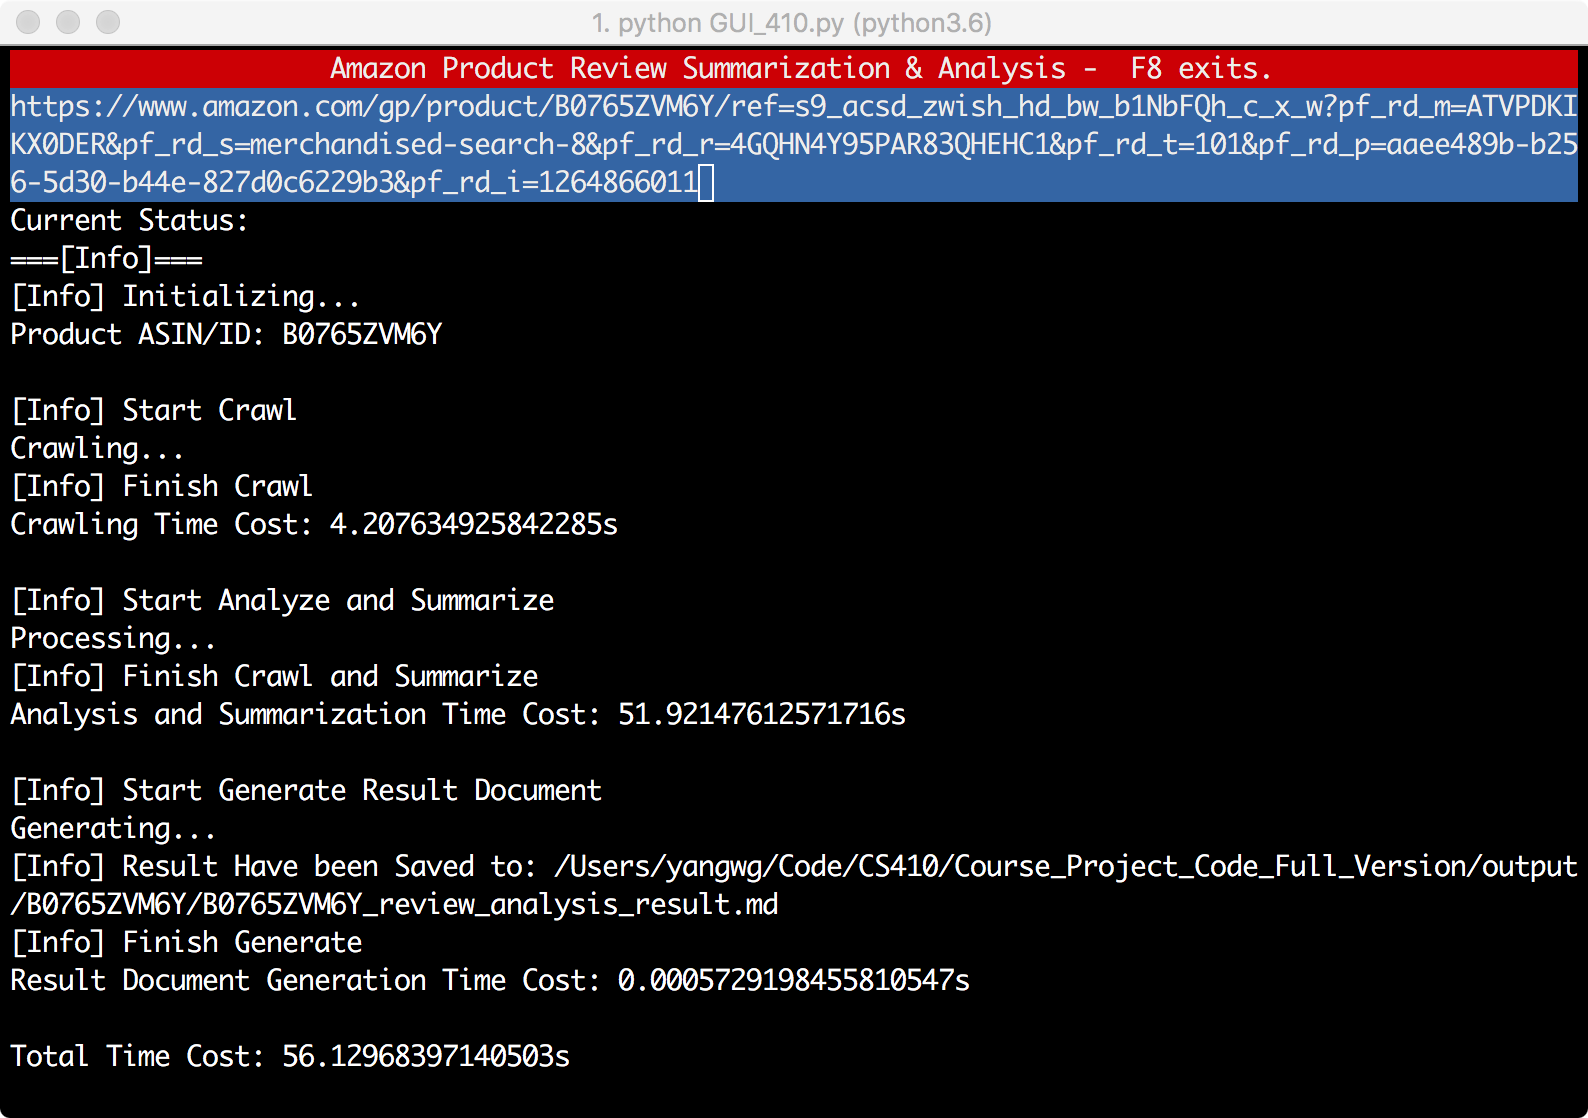 1. python GUI_410.py (python3.6)
Amazon Product Review Summarization & Analysis -  F8 exits.
https://www.amazon.com/gp/product/B0765ZVM6Y/ref=s9_acsd_zwish_hd_bw_b1NbFQh_c_x_w?pf_rd_m=ATVPDKI
KX0DER&pf_rd_s=merchandised-search-8&pf_rd_r=4GQHN4Y95PAR83QHEHC1&pf_rd_t=101&pf_rd_p=aaee489b-b25
6-5d30-b44e-827d0c6229b3&pf_rd_i=1264866011
Current Status:
===[Info]===
[Info] Initializing...
Product ASIN/ID: B0765ZVM6Y
[Info] Start Crawl
Crawling...
[Info] Finish Crawl
Crawling Time Cost: 4.207634925842285s
[Info] Start Analyze and Summarize
Processing...
[Info] Finish Crawl and Summarize
Analysis and Summarization Time Cost: 51.92147612571716s
[Info] Start Generate Result Document
Generating...
[Info] Result Have been Saved to: /Users/yangwg/Code/CS410/Course_Project_Code_Full_Version/output
/B0765ZVM6Y/B0765ZVM6Y_review_analysis_result.md
[Info] Finish Generate
Result Document Generation Time Cost: 0.0005729198455810547s
Total Time Cost: 56.12968397140503s